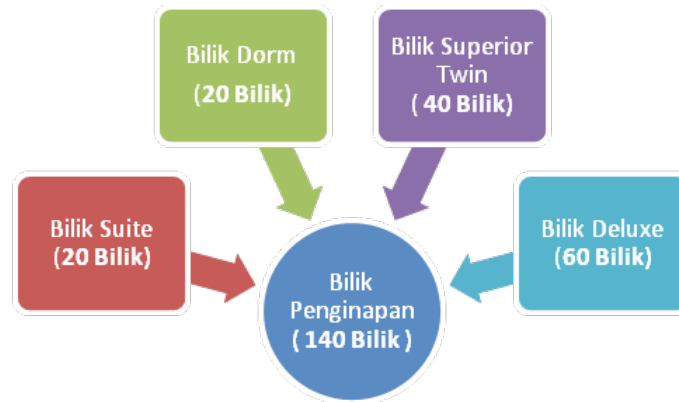 Bilik Dorm
(20 Bilik)
Bilik Superior
Twin
( 40 Bilik)
Bilik Suite
(20 Bilik)
Bilik Deluxe
(60 Bilik)
Bilik
Penginapan
( 140 Bilik )